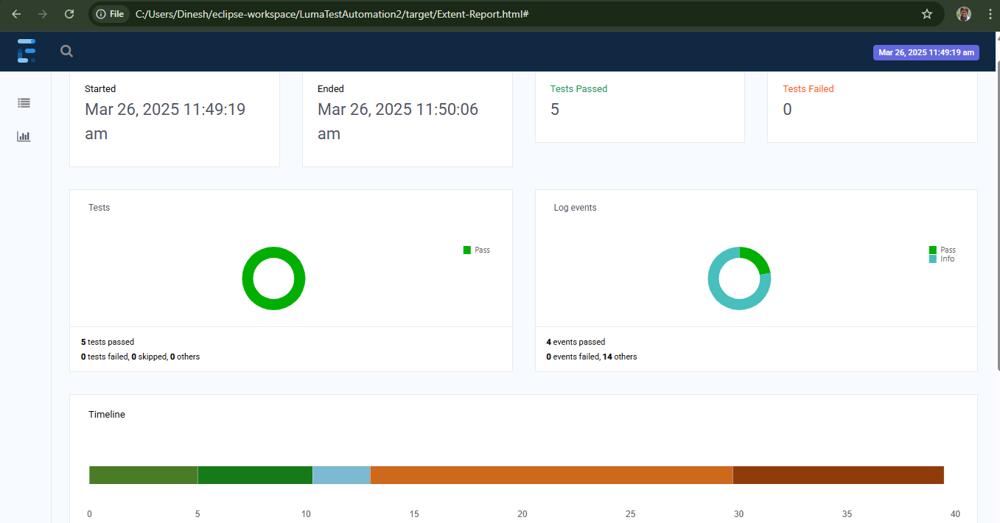 File
C:/Users/Dinesh/eclipse-workspace/LumaTestAutomation2/target/Extent-Report.html#
Mar 26, 2025 11:49:19 am
Started
Mar 26, 2025 11:49:19
am
Ended
Mar 26, 2025 11:50:06
am
Tests Passed
5
Tests Failed
0
Tests
Pass
5 tests passed
0 tests failed, 0 skipped, 0 others
Log events
Pass
Info
4 events passed
0 events failed, 14 others
Timeline
0 5 10 15 20 25 30 35 40